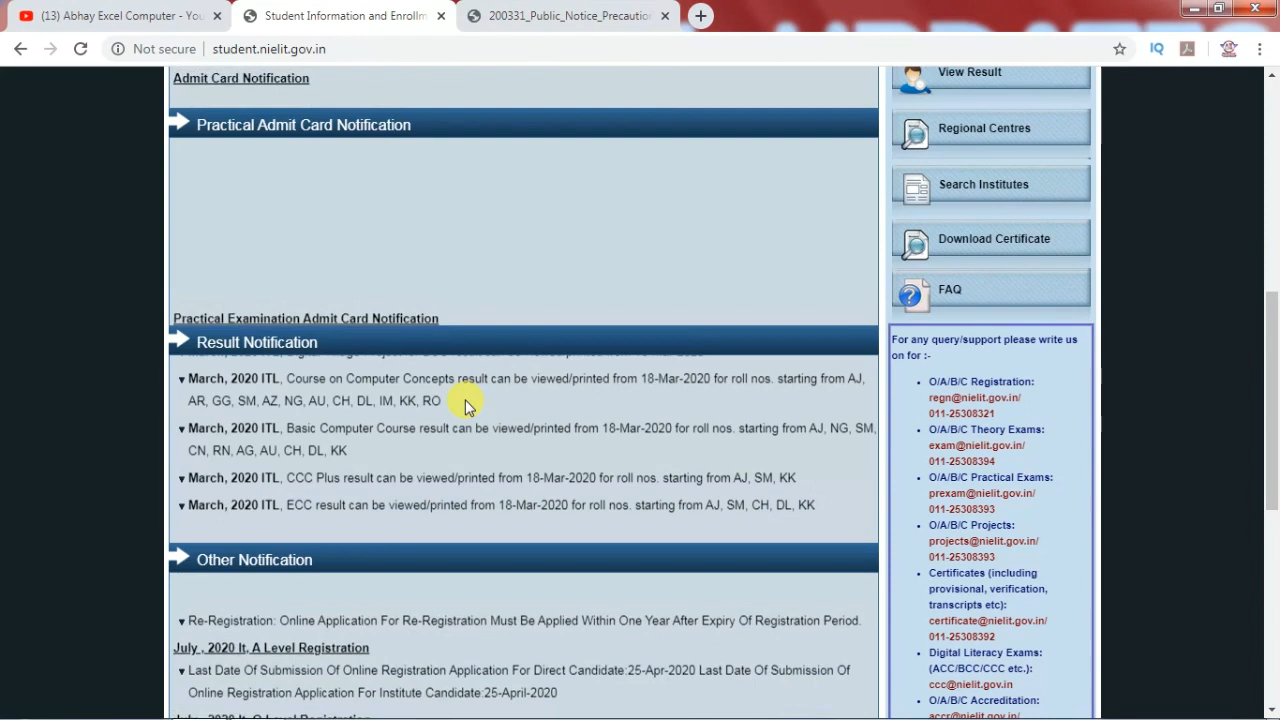 (13) Abhay Excel Computer - You
Student Information and Enrollm
200331_Public_Notice_Precaution
Not secure
student.nielit.gov.in
Admit Card Notification
Practical Admit Card Notification
Practical Examination Admit Card Notification
Result Notification
March, 2020 ITL, Course on Computer Concepts result can be viewed/printed from 18-Mar-2020 for roll nos. starting from AJ,
AR, GG, SM, AZ, NG, AU, CH, DL, IM, KK, RO
March, 2020 ITL, Basic Computer Course result can be viewed/printed from 18-Mar-2020 for roll nos. starting from AJ, NG, SM,
CN, RN, AG, AU, CH, DL, KK
March, 2020 ITL, CCC Plus result can be viewed/printed from 18-Mar-2020 for roll nos. starting from AJ, SM, KK
March, 2020 ITL, ECC result can be viewed/printed from 18-Mar-2020 for roll nos. starting from AJ, SM, CH, DL, KK
Other Notification
Re-Registration: Online Application For Re-Registration Must Be Applied Within One Year After Expiry Of Registration Period.
July , 2020 It, A Level Registration
Last Date Of Submission Of Online Registration Application For Direct Candidate:25-Apr-2020 Last Date Of Submission Of
Online Registration Application For Institute Candidate:25-April-2020
July , 2020 It, O Level Registration
View Result
Regional Centres
Search Institutes
Download Certificate
FAQ
For any query/support please write us
on for :-
O/A/B/C Registration:
regn@nielit.gov.in/
011-25308321
O/A/B/C Theory Exams:
exam@nielit.gov.in/
011-25308394
O/A/B/C Practical Exams:
prexam@nielit.gov.in/
011-25308393
O/A/B/C Projects:
projects@nielit.gov.in/
011-25308393
Certificates (including
provisional, verification,
transcripts etc):
certificate@nielit.gov.in/
011-25308392
Digital Literacy Exams:
(ACC/BCC/CCC etc.):
ccc@nielit.gov.in
O/A/B/C Accreditation:
accr@nielit.gov.in/